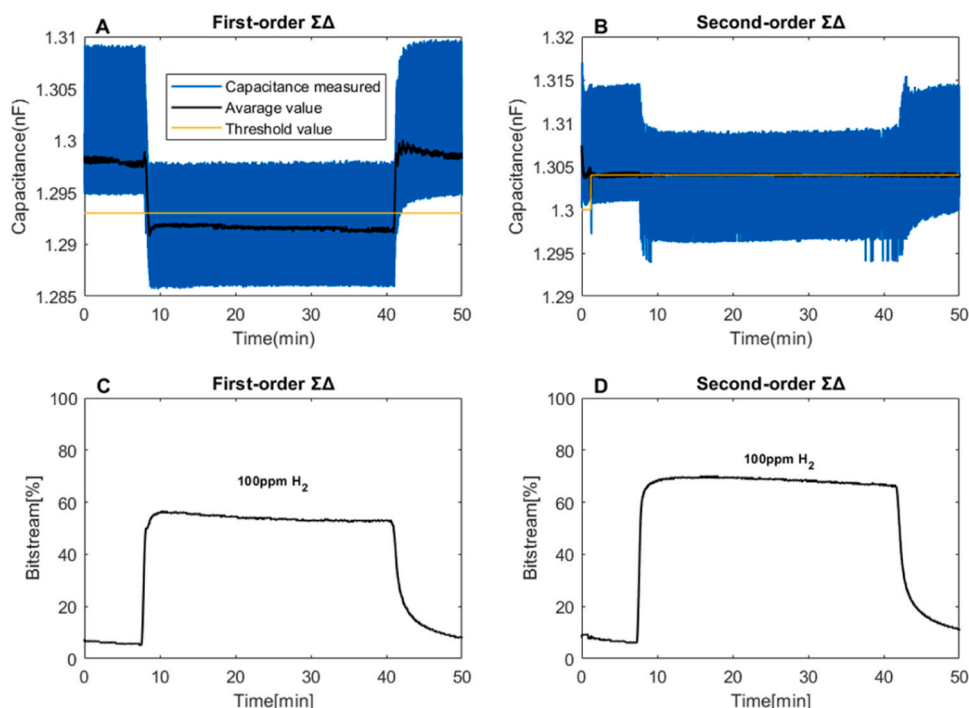 A First-order ΣΔ
Capacitance(nF)
1.31
1.305
1.3
1.295
1.29
1.285
Capacitance measured
Avarage value
Threshold value
0 10 20 30 40 50
Time(min)
B Second-order ΣΔ
Capacitance(nF)
1.32
1.315
1.31
1.305
1.3
1.295
1.29
0 10 20 30 40 50
Time(min)
C First-order ΣΔ
Bitstream[%]
100
80
60
40
20
0
100ppm H₂
0 10 20 30 40 50
Time[min]
D Second-order ΣΔ
Bitstream[%]
100
80
60
40
20
0
100ppm H₂
0 10 20 30 40 50
Time[min]